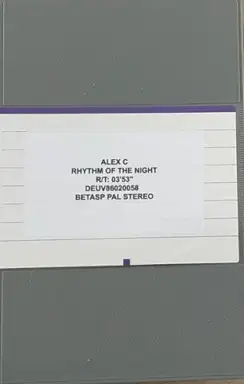 ALEX C
RHYTHM OF THE NIGHT
R/T: 03'53"
DEUV86020058
BETASP PAL STEREO